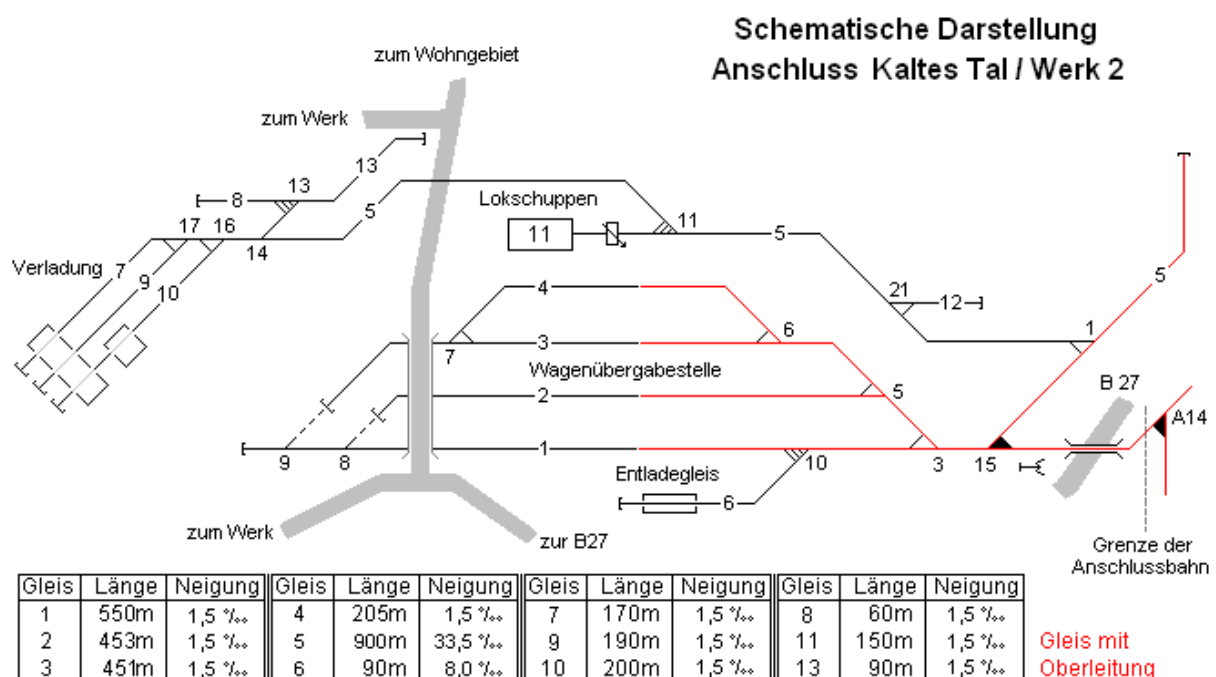 Schematische Darstellung
Anschluss Kaltes Tal / Werk 2
zum Wohngebiet
zum Werk
13
13
8
5
Lokschuppen
11
11
5
17
16
14
Verladung
7
9
10
5
21
12
1
4
6
7
3
Wagenübergabestelle
5
2
B 27
A14
1
9
8
10
3
15
Entladegleis
6
zum Werk
zur B27
Grenze der
Anschlussbahn
Gleis Länge Neigung Gleis Länge Neigung Gleis Länge Neigung Gleis Länge Neigung
1 550m 1,5 ‰ 4 205m 1,5 ‰ 7 170m 1,5 ‰ 8 60m 1,5 ‰
2 453m 1,5 ‰ 5 900m 33,5 ‰ 9 190m 1,5 ‰ 11 150m 1,5 ‰ Gleis mit
3 451m 1,5 ‰ 6 90m 8,0 ‰ 10 200m 1,5 ‰ 13 90m 1,5 ‰ Oberleitung